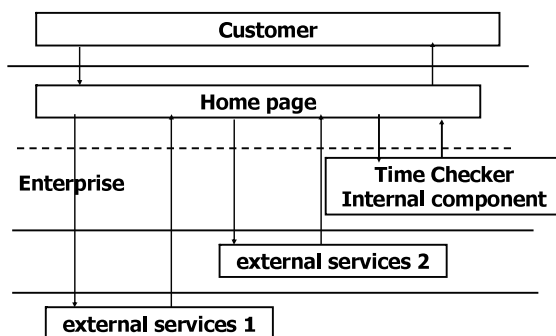 Customer
Home page
Time Checker
Internal component
Enterprise
external services 2
external services 1